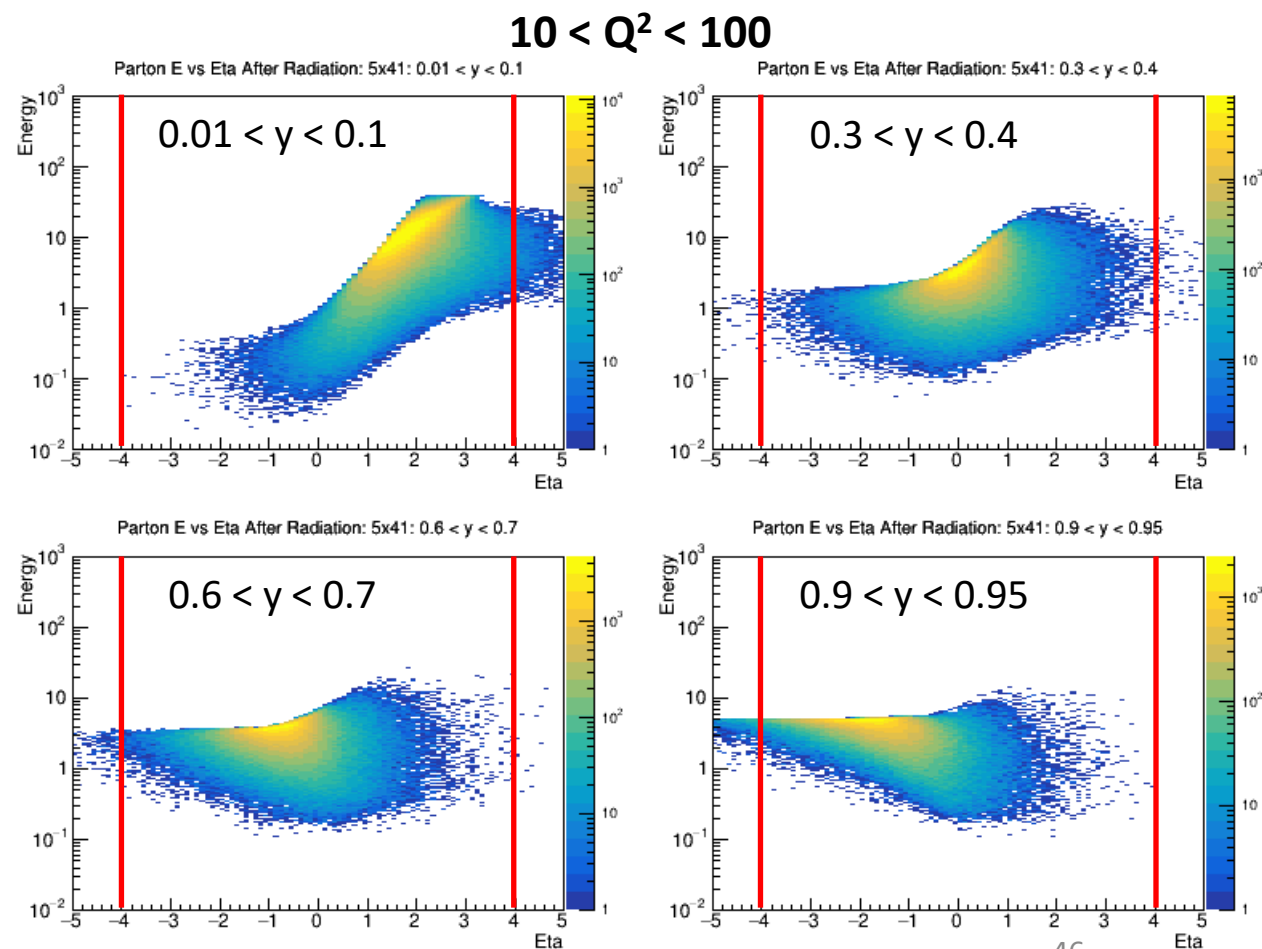 10 < Q² < 100
Parton E vs Eta After Radiation: 5x41: 0.01 < y < 0.1
Energy
10³
10²
10
1
10⁻¹
10⁻²
0.01 < y < 0.1
10⁴
10³
10²
10
1
−5 −4 −3 −2 −1 0 1 2 3 4 5
Eta
Parton E vs Eta After Radiation: 5x41: 0.3 < y < 0.4
Energy
10³
10²
10
1
10⁻¹
10⁻²
0.3 < y < 0.4
10³
10²
10
1
−5 −4 −3 −2 −1 0 1 2 3 4 5
Eta
Parton E vs Eta After Radiation: 5x41: 0.6 < y < 0.7
Energy
10³
10²
10
1
10⁻¹
10⁻²
0.6 < y < 0.7
10³
10²
10
1
−5 −4 −3 −2 −1 0 1 2 3 4 5
Eta
Parton E vs Eta After Radiation: 5x41: 0.9 < y < 0.95
Energy
10³
10²
10
1
10⁻¹
10⁻²
0.9 < y < 0.95
10³
10²
10
1
−5 −4 −3 −2 −1 0 1 2 3 4 5
Eta